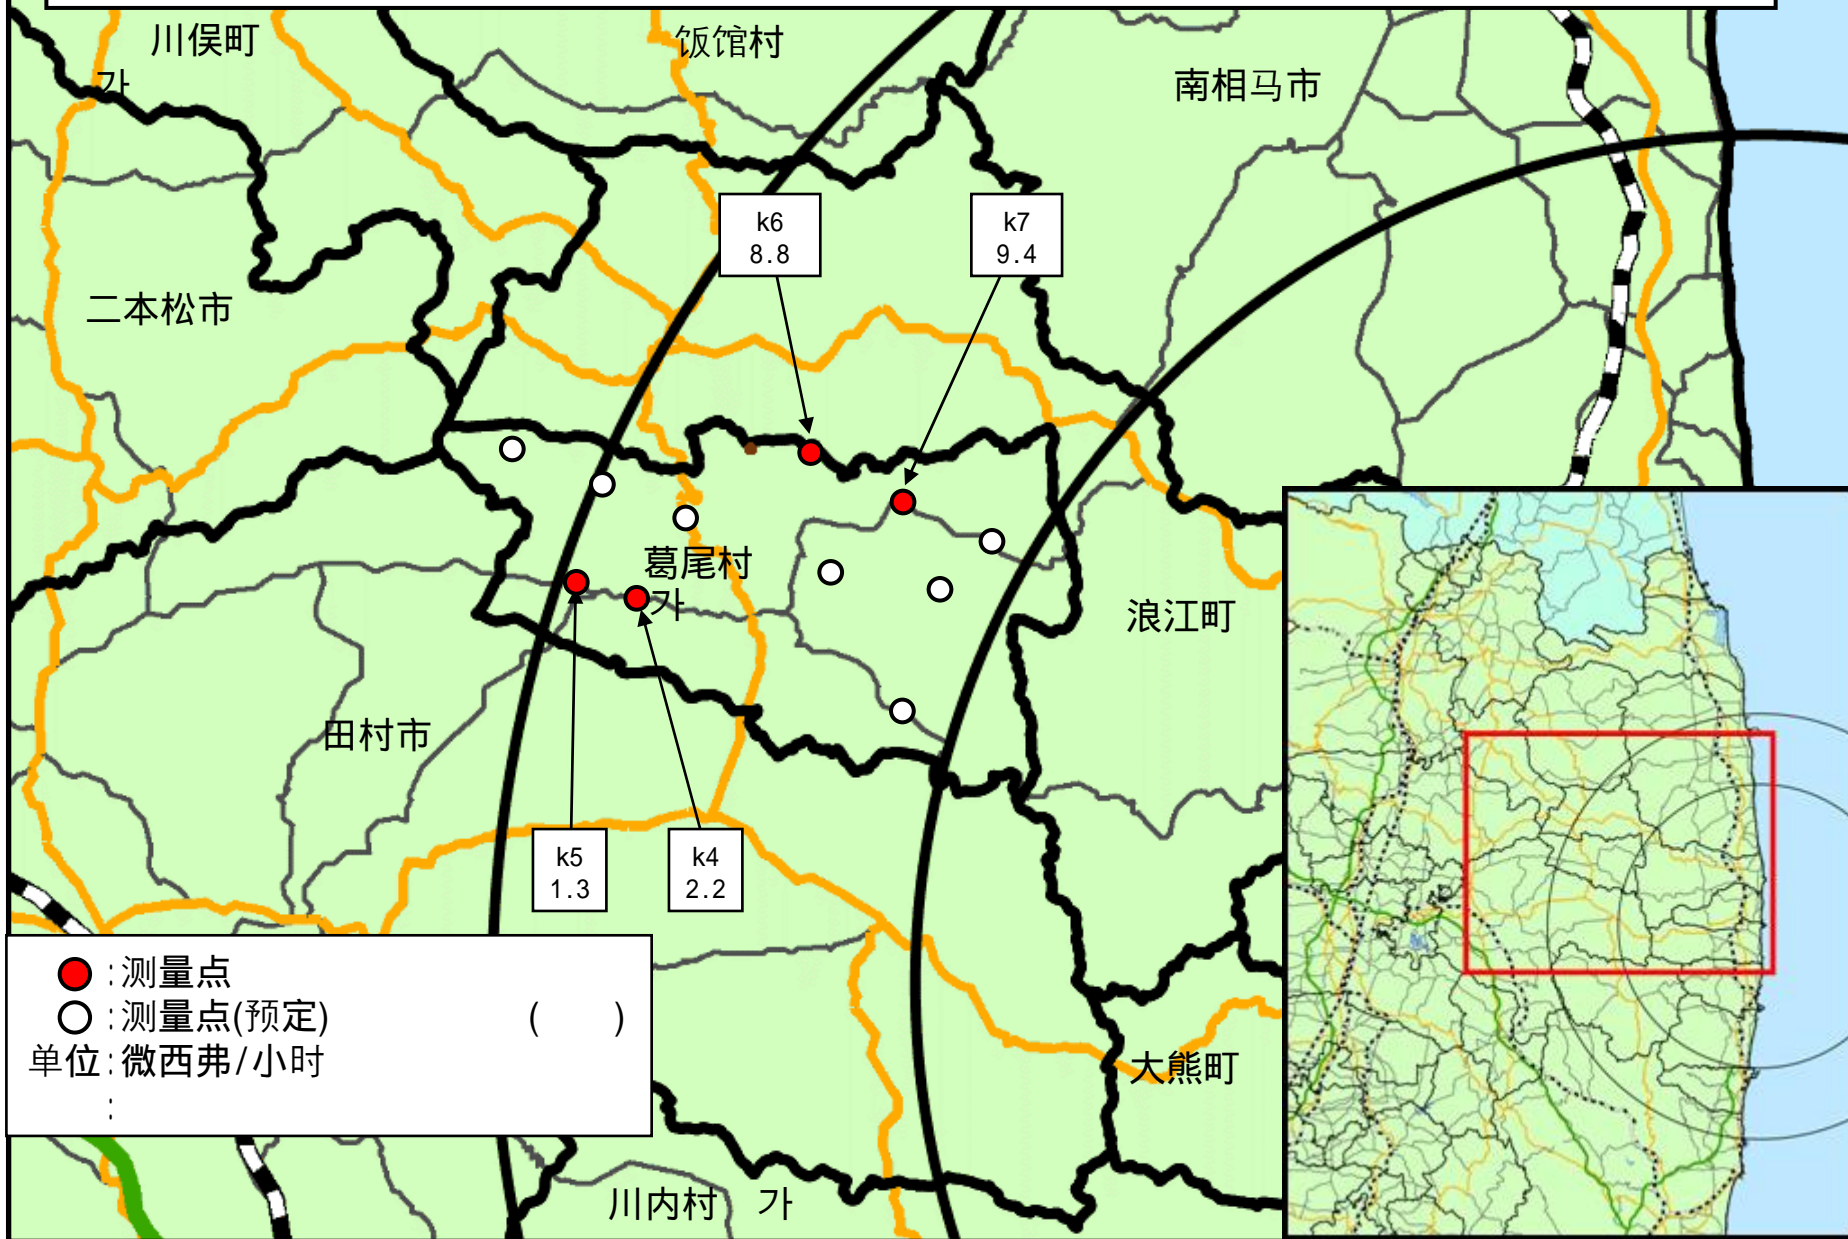 川俣町
가
饭馆村
南相马市
k6
8.8
k7
9.4
二本松市
葛尾村
가
浪江町
田村市
k5
1.3
k4
2.2
:测量点
:测量点(预定) ( )
单位:微西弗/小时
:
大熊町
川内村 가